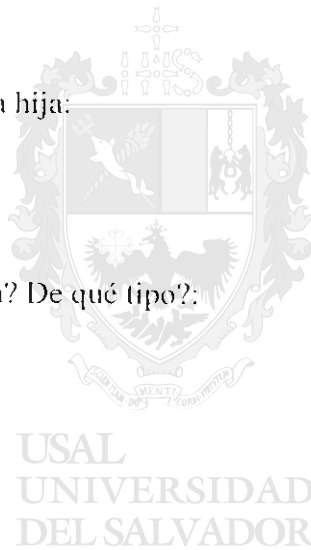 a hija:
? De qué tipo?:
USAL
UNIVERSIDAD
DEL SALVADOR